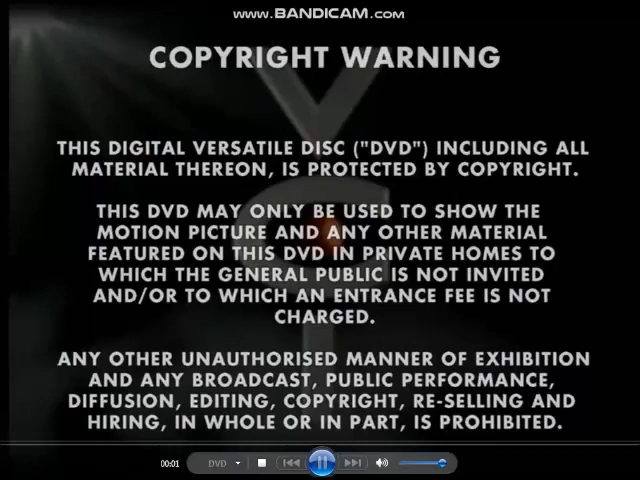 www.BANDICAM.com
COPYRIGHT WARNING
THIS DIGITAL VERSATILE DISC ("DVD") INCLUDING ALL
MATERIAL THEREON, IS PROTECTED BY COPYRIGHT.
THIS DVD MAY ONLY BE USED TO SHOW THE
MOTION PICTURE AND ANY OTHER MATERIAL
FEATURED ON THIS DVD IN PRIVATE HOMES TO
WHICH THE GENERAL PUBLIC IS NOT INVITED
AND/OR TO WHICH AN ENTRANCE FEE IS NOT
CHARGED.
ANY OTHER UNAUTHORISED MANNER OF EXHIBITION
AND ANY BROADCAST, PUBLIC PERFORMANCE,
DIFFUSION, EDITING, COPYRIGHT, RE-SELLING AND
HIRING, IN WHOLE OR IN PART, IS PROHIBITED.
00:01 DVD